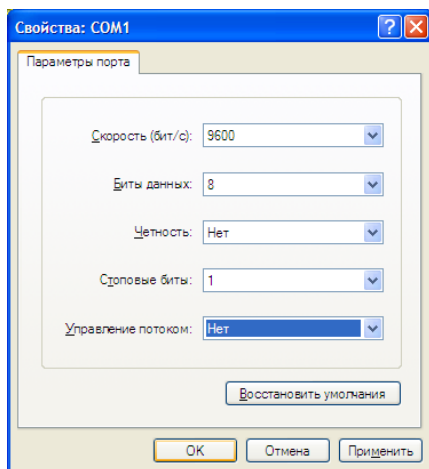 Свойства: COM1
Параметры порта
Скорость (бит/с): 9600
Биты данных: 8
Четность: Нет
Стоповые биты: 1
Управление потоком: Нет
Восстановить умолчания
OK Отмена Применить